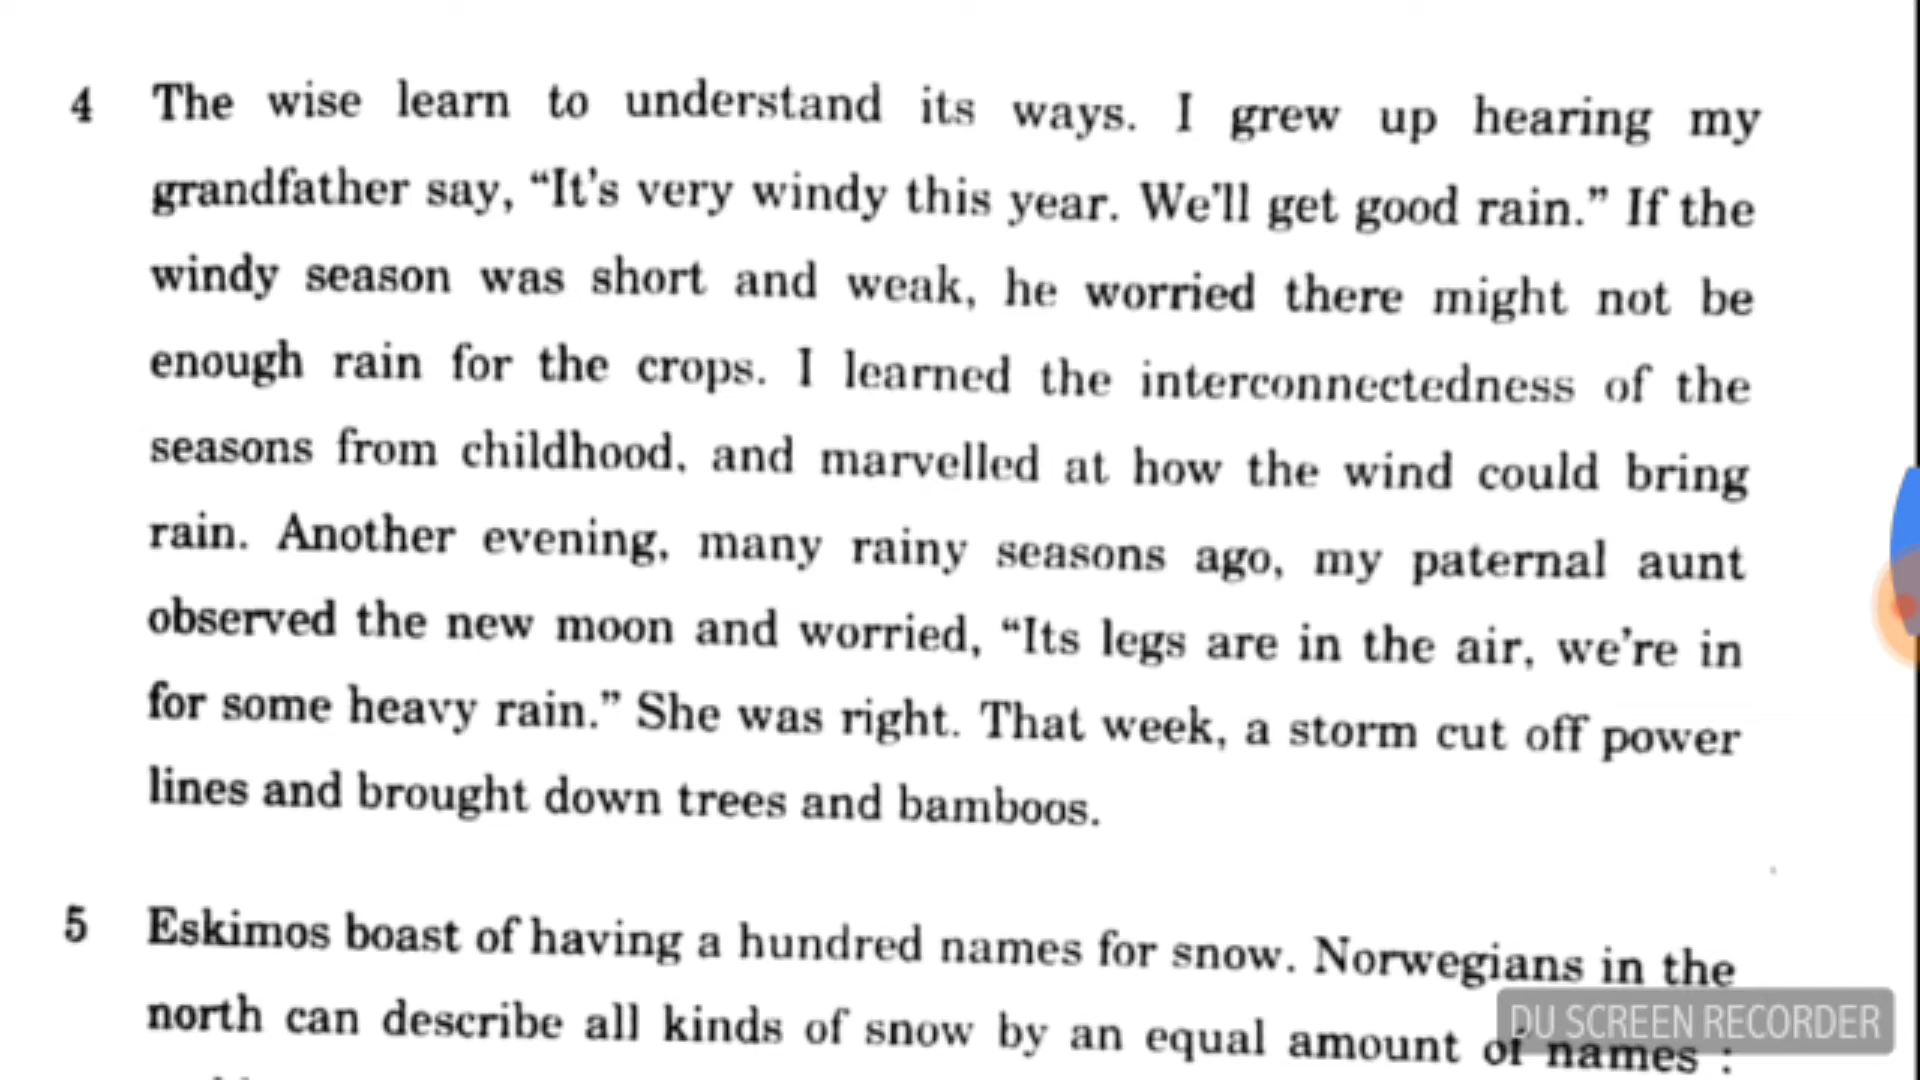 4 The wise learn to understand its ways. I grew up hearing my
grandfather say, “It’s very windy this year. We’ll get good rain.” If the
windy season was short and weak, he worried there might not be
enough rain for the crops. I learned the interconnectedness of the
seasons from childhood, and marvelled at how the wind could bring
rain. Another evening, many rainy seasons ago, my paternal aunt
observed the new moon and worried, “Its legs are in the air, we’re in
for some heavy rain.” She was right. That week, a storm cut off power
lines and brought down trees and bamboos.
5 Eskimos boast of having a hundred names for snow. Norwegians in the
north can describe all kinds of snow by an equal amount of names :
DU SCREEN RECORDER